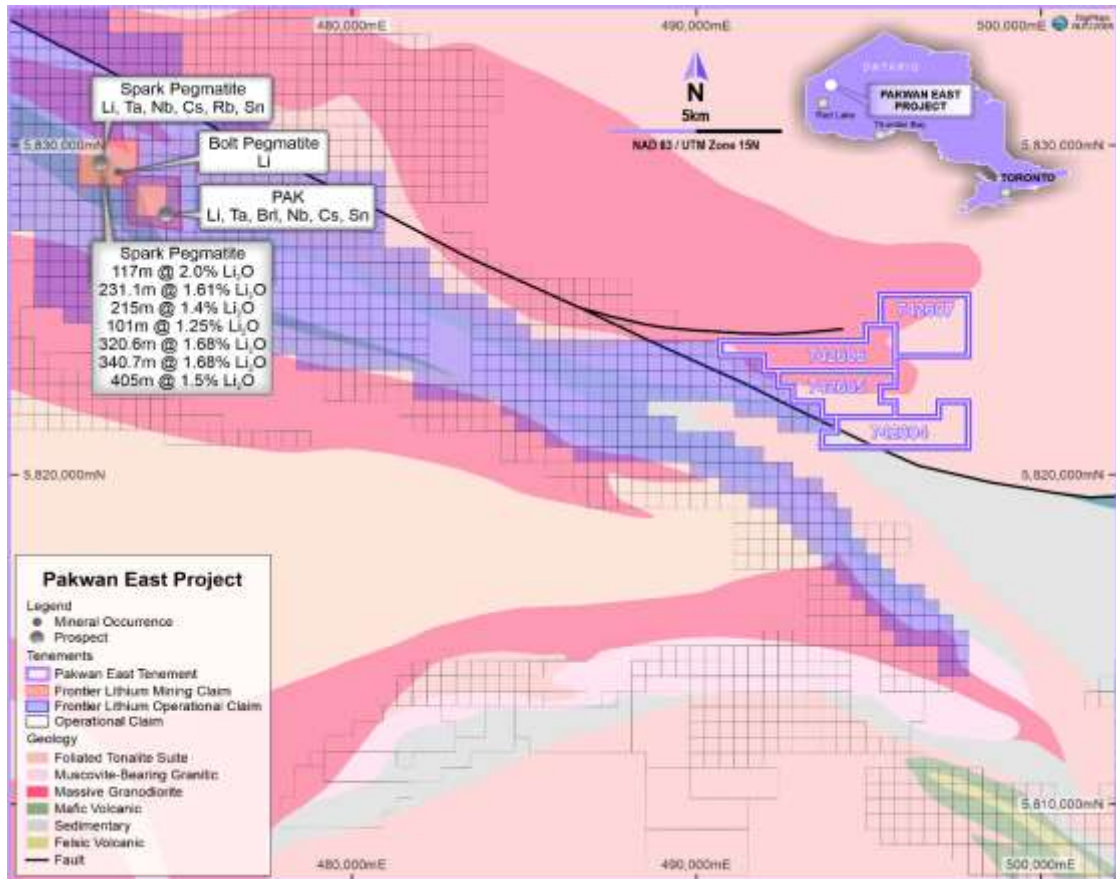 480,000mE
490,000mE
500,000mE
Spark Pegmatite
Li, Ta, Nb, Cs, Rb, Sn
Bolt Pegmatite
Li
PAK
Li, Ta, Brl, Nb, Cs, Sn
Spark Pegmatite
117m @ 2.0% Li₂O
231.1m @ 1.61% Li₂O
215m @ 1.4% Li₂O
101m @ 1.25% Li₂O
320.6m @ 1.68% Li₂O
340.7m @ 1.68% Li₂O
405m @ 1.5% Li₂O
N
5km
NAD 83 / UTM Zone 15N
ONTARIO
PAKWAN EAST
PROJECT
Red Lake
Thunder Bay
TORONTO
5,830,000mN
5,830,000mN
742607
742605
742604
5,820,000mN
5,820,000mN
Pakwan East Project
Legend
Mineral Occurrence
Prospect
Tenements
Pakwan East Tenement
Frontier Lithium Mining Claim
Frontier Lithium Operational Claim
Operational Claim
Geology
Foliated Tonalite Suite
Muscovite-Bearing Granitic
Massive Granodiorite
Mafic Volcanic
Sedimentary
Felsic Volcanic
Fault
5,810,000mN
480,000mE
490,000mE
500,000mE